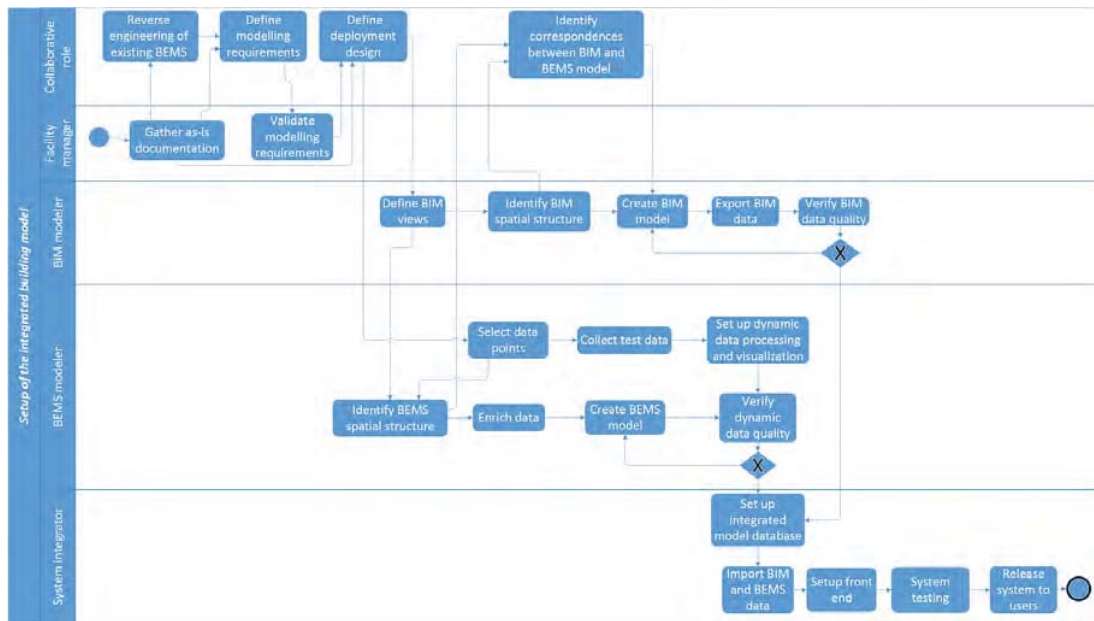 Setup of the integrated building model
Collaborative
role
Reverse
engineering of
existing BEMS
Define
modelling
requirements
Define
deployment
design
Identify
correspondences
between BIM and
BEMS model
Facility
manager
Gather as-is
documentation
Validate
modelling
requirements
BIM modeler
Define BIM
views
Identify BIM
spatial structure
Create BIM
model
Export BIM
data
Verify BIM
data quality
X
BEMS modeler
Select data
points
Collect test data
Set up dynamic
data processing
and visualization
Identify BEMS
spatial structure
Enrich data
Create BEMS
model
Verify
dynamic
data quality
X
System integrator
Set up
integrated
model database
Import BIM
and BEMS
data
Setup front
end
System
testing
Release
system to
users